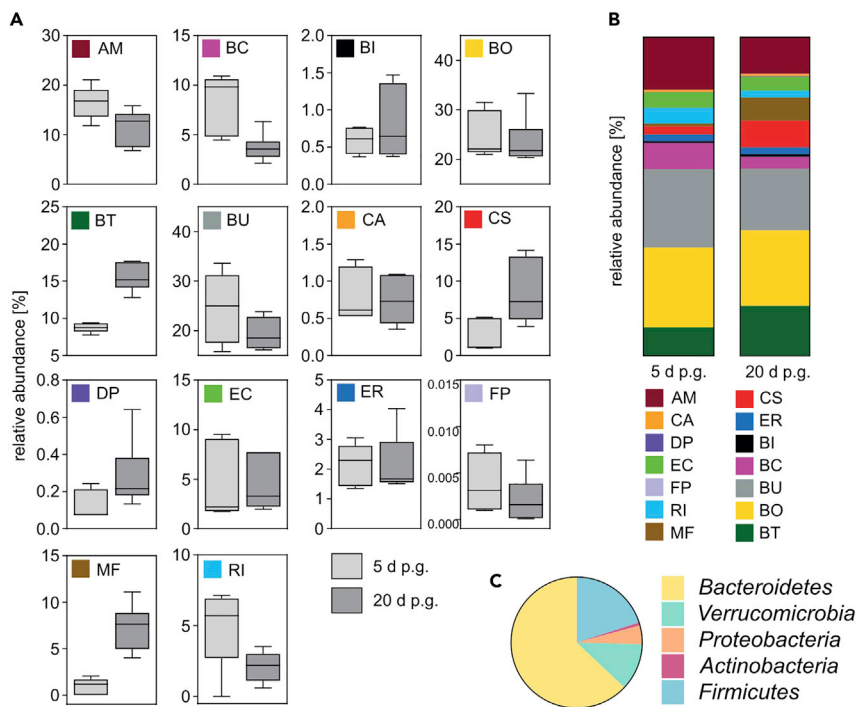 A
relative abundance [%]
AM
30
20
10
0
BC
15
10
5
0
BI
2.0
1.5
1.0
0.5
0.0
BO
40
30
20
BT
25
20
15
10
5
BU
40
30
20
CA
2.0
1.5
1.0
0.5
0.0
CS
20
15
10
5
0
DP
0.8
0.6
0.4
0.2
0.0
EC
15
10
5
0
ER
5
4
3
2
1
0
FP
0.015
0.010
0.005
0.000
MF
15
10
5
0
RI
10
5
0
5 d p.g.
20 d p.g.
B
relative abundance [%]
5 d p.g. 20 d p.g.
AM CS
CA ER
DP BI
EC BC
FP BU
RI BO
MF BT
C
Bacteroidetes
Verrucomicrobia
Proteobacteria
Actinobacteria
Firmicutes